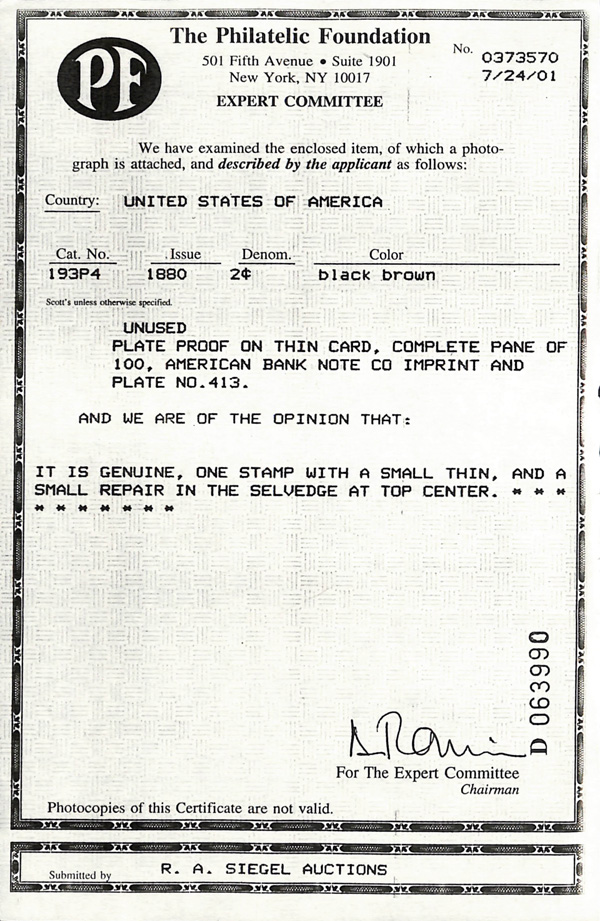 PF
The Philatelic Foundation
501 Fifth Avenue • Suite 1901
New York, NY 10017
EXPERT COMMITTEE
No. 0373570
7/24/01
We have examined the enclosed item, of which a photo-
graph is attached, and described by the applicant as follows:
Country: UNITED STATES OF AMERICA
Cat. No. Issue Denom. Color
193P4 1880 2¢ black brown
Scott's unless otherwise specified.
UNUSED
PLATE PROOF ON THIN CARD, COMPLETE PANE OF
100, AMERICAN BANK NOTE CO IMPRINT AND
PLATE NO.413.
AND WE ARE OF THE OPINION THAT:
IT IS GENUINE, ONE STAMP WITH A SMALL THIN, AND A
SMALL REPAIR IN THE SELVEDGE AT TOP CENTER. * * *
* * * * * * *
D 063990
For The Expert Committee
Chairman
Photocopies of this Certificate are not valid.
Submitted by R. A. SIEGEL AUCTIONS